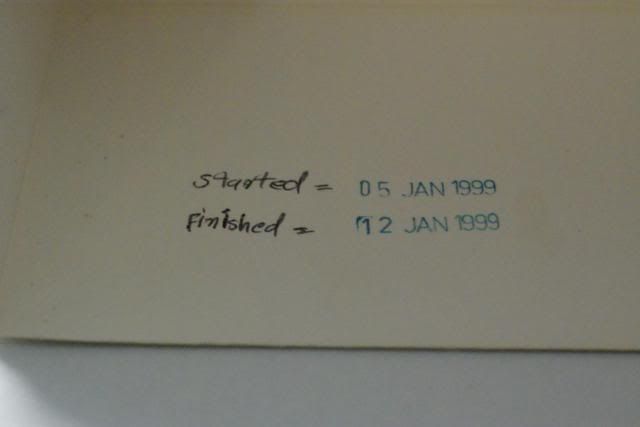 started = 05 JAN 1999
Finished = 12 JAN 1999